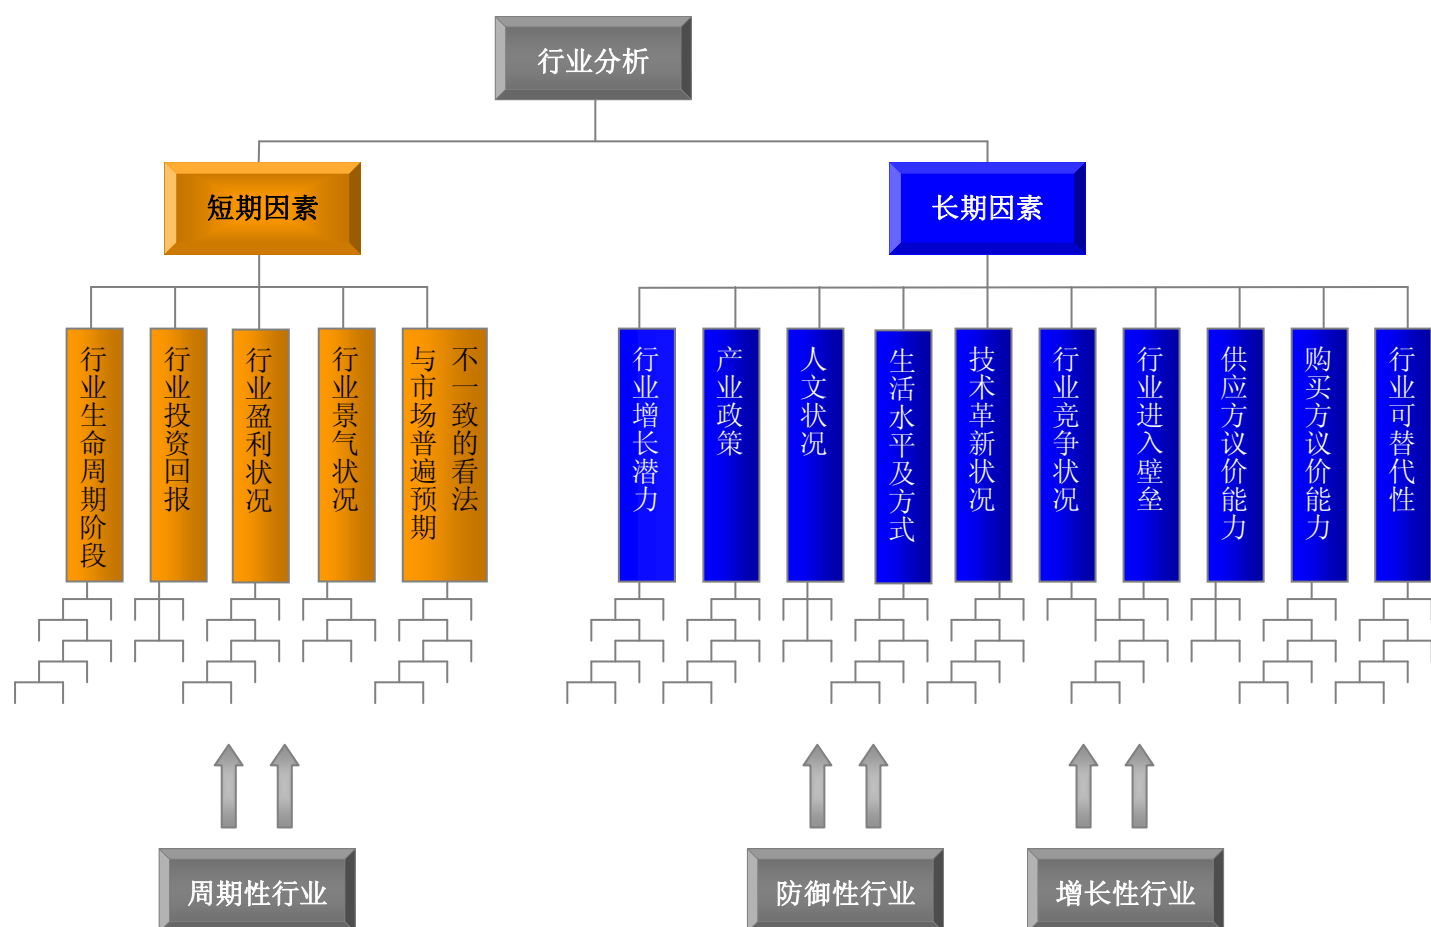 行业分析
短期因素
长期因素
行业生命周期阶段
行业投资回报
行业盈利状况
行业景气状况
与市场普遍预期
不一致的看法
行业增长潜力
产业政策
人文状况
生活水平及方式
技术革新状况
行业竞争状况
行业进入壁垒
供应方议价能力
购买方议价能力
行业可替代性
周期性行业
防御性行业
增长性行业